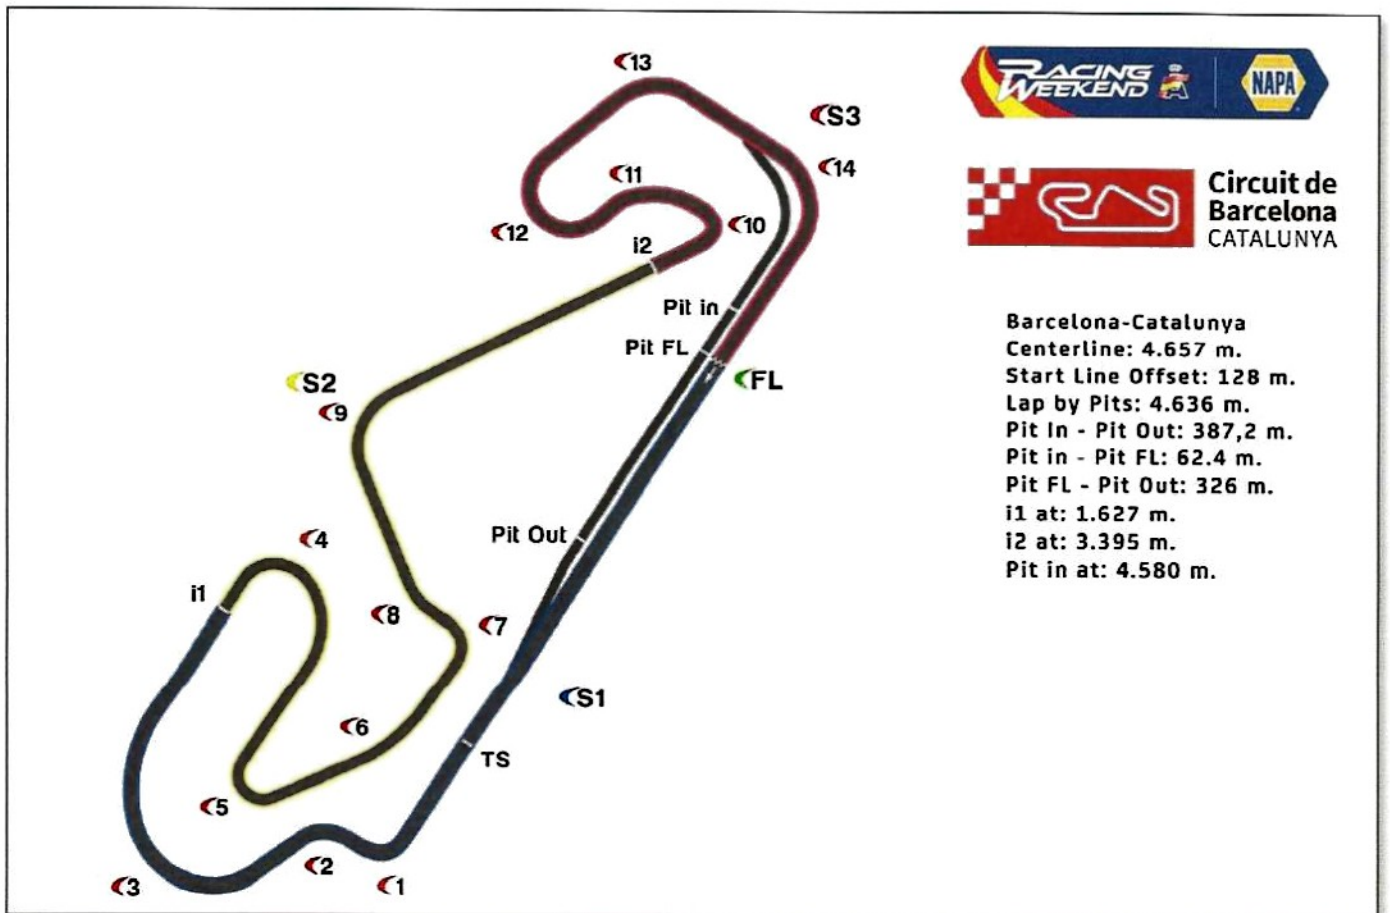 13
S3
14
11
10
12
i2
Pit in
Pit FL
FL
S2
9
Pit Out
4
i1
8
7
S1
6
TS
5
2
3
1
RACING
WEEKEND
NAPA
Circuit de
Barcelona
CATALUNYA
Barcelona-Catalunya
Centerline: 4.657 m.
Start Line Offset: 128 m.
Lap by Pits: 4.636 m.
Pit In - Pit Out: 387,2 m.
Pit in - Pit FL: 62.4 m.
Pit FL - Pit Out: 326 m.
i1 at: 1.627 m.
i2 at: 3.395 m.
Pit in at: 4.580 m.